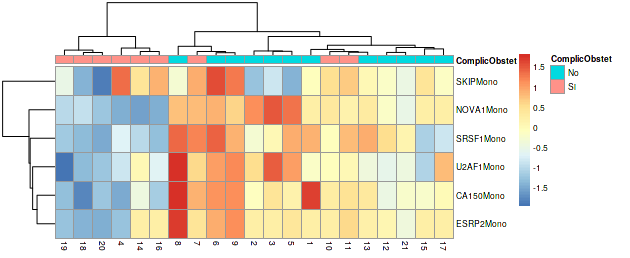 ComplicObstet
SKIPMono
NOVA1Mono
SRSF1Mono
U2AF1Mono
CA150Mono
ESRP2Mono
19 18 20 4 14 16 8 7 6 9 2 3 5 1 10 11 13 12 21 15 17
1.5
1
0.5
0
-0.5
-1
-1.5
ComplicObstet
No
SI